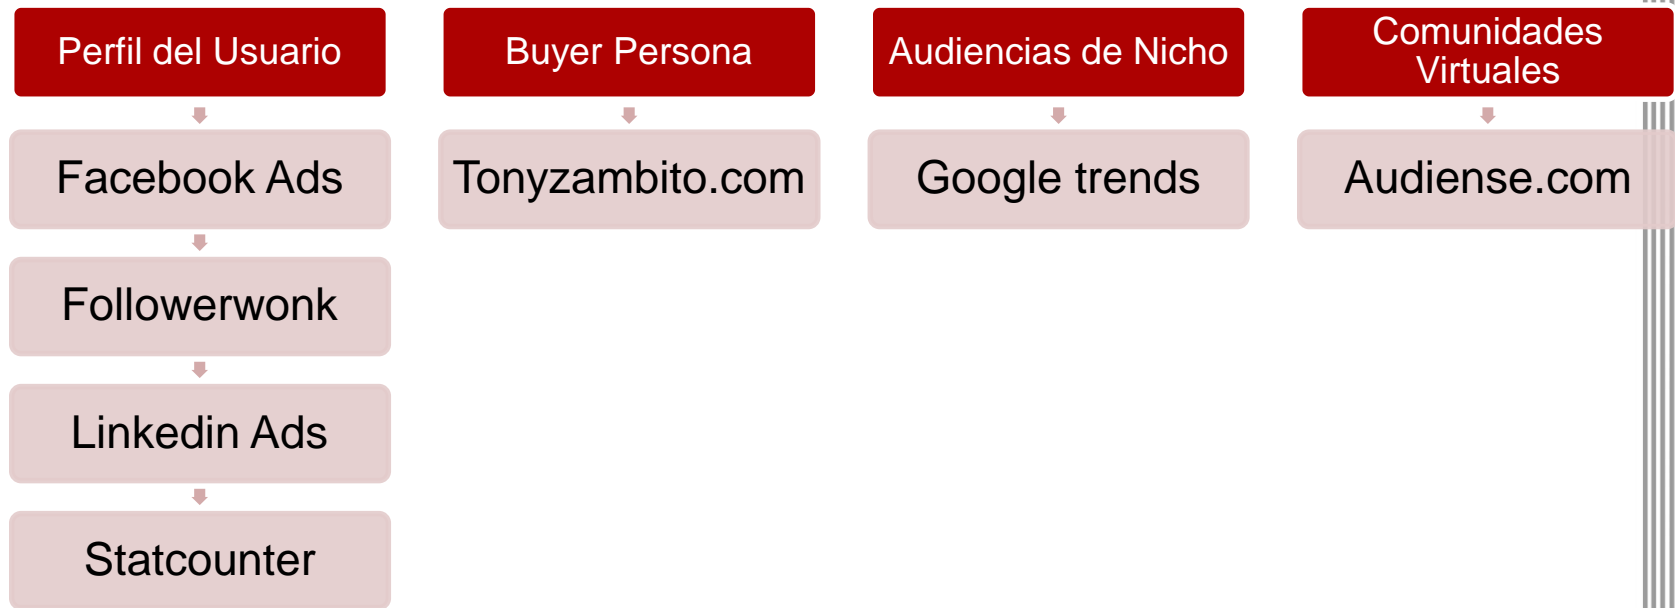 Perfil del Usuario
Facebook Ads
Followerwonk
Linkedin Ads
Statcounter
Buyer Persona
Tonyzambito.com
Audiencias de Nicho
Google trends
Comunidades
Virtuales
Audiense.com